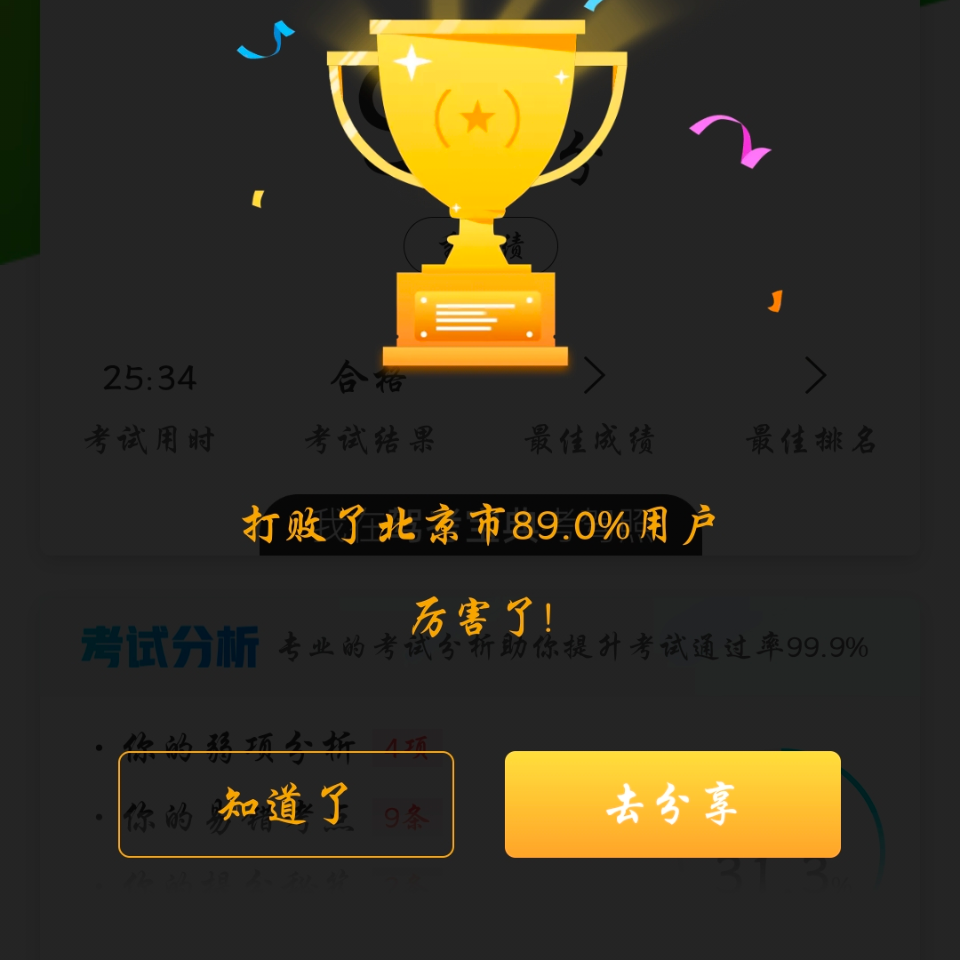 分
25:34
合格
考试用时
考试结果
最佳成绩
最佳排名
打败了北京市89.0%用户
厉害了!
考试分析
专业的考试分析助你提升考试通过率99.9%
• 你的弱项分析 4项
• 你的易错考点 9条
知道了
去分享